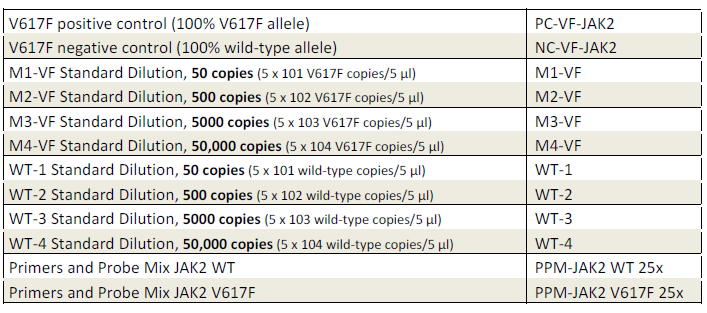 V617F positive control (100% V617F allele) PC-VF-JAK2
V617F negative control (100% wild-type allele) NC-VF-JAK2
M1-VF Standard Dilution, 50 copies (5 x 101 V617F copies/5 µl) M1-VF
M2-VF Standard Dilution, 500 copies (5 x 102 V617F copies/5 µl) M2-VF
M3-VF Standard Dilution, 5000 copies (5 x 103 V617F copies/5 µl) M3-VF
M4-VF Standard Dilution, 50,000 copies (5 x 104 V617F copies/5 µl) M4-VF
WT-1 Standard Dilution, 50 copies (5 x 101 wild-type copies/5 µl) WT-1
WT-2 Standard Dilution, 500 copies (5 x 102 wild-type copies/5 µl) WT-2
WT-3 Standard Dilution, 5000 copies (5 x 103 wild-type copies/5 µl) WT-3
WT-4 Standard Dilution, 50,000 copies (5 x 104 wild-type copies/5 µl) WT-4
Primers and Probe Mix JAK2 WT PPM-JAK2 WT 25x
Primers and Probe Mix JAK2 V617F PPM-JAK2 V617F 25x